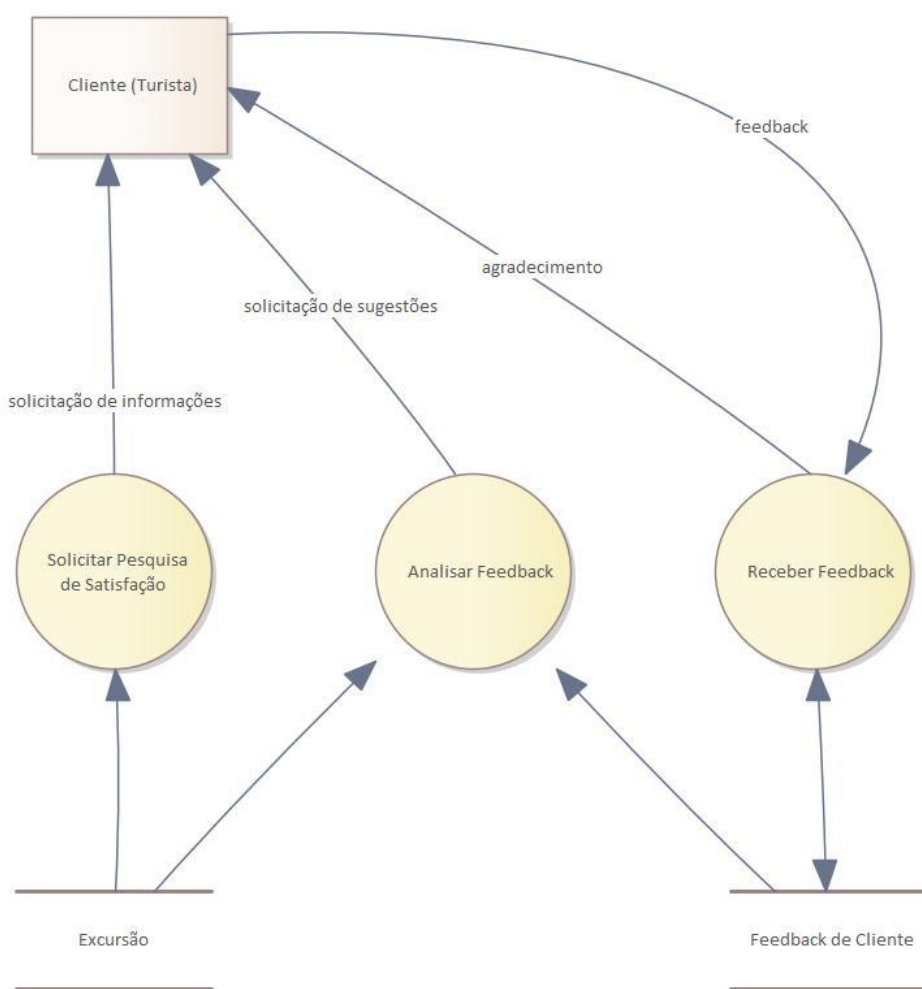 Cliente (Turista)
feedback
agradecimento
solicitação de sugestões
solicitação de informações
Solicitar Pesquisa
de Satisfação
Analisar Feedback
Receber Feedback
Excursão
Feedback de Cliente